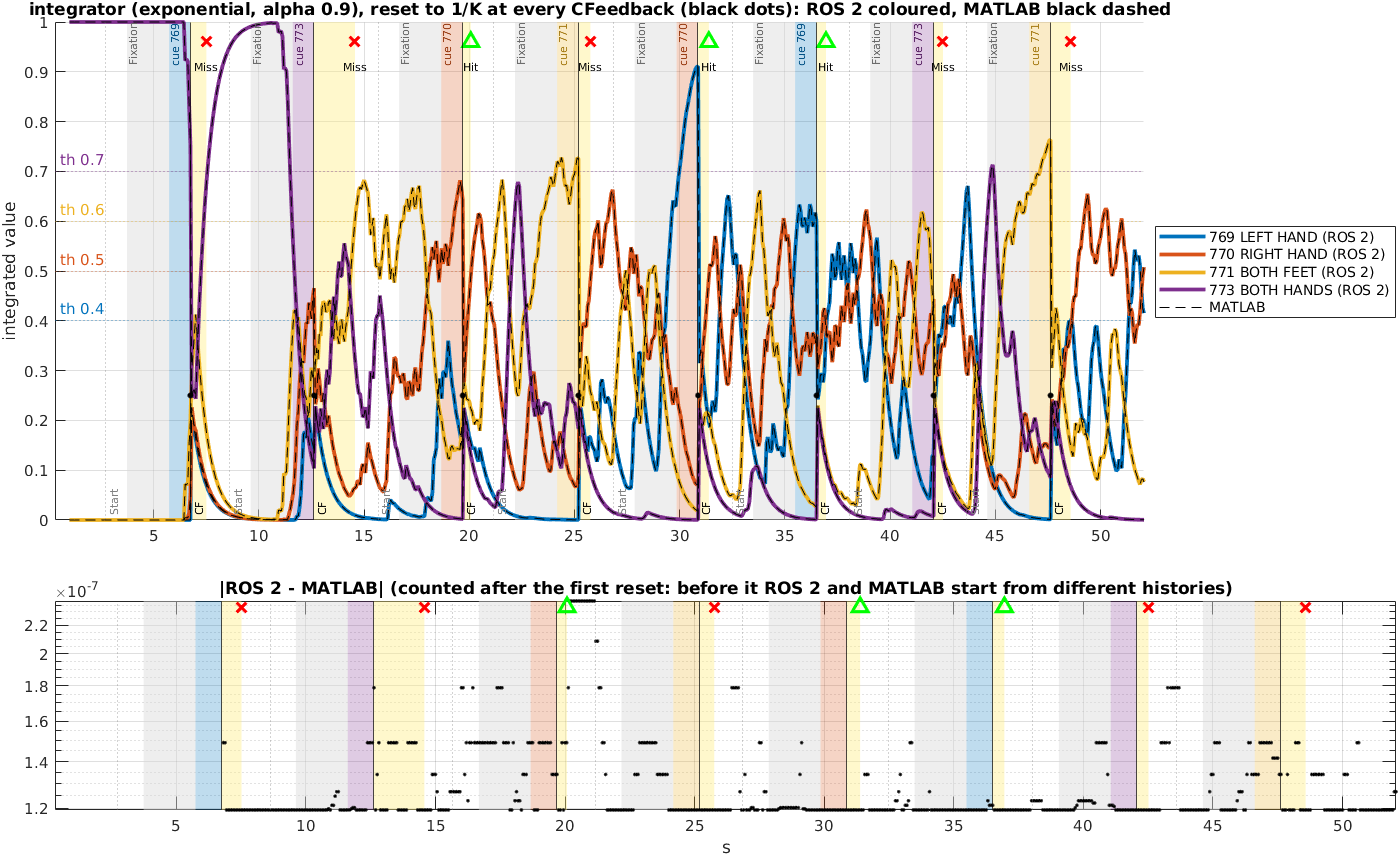 integrator (exponential, alpha 0.9), reset to 1/K at every CFeedback (black dots): ROS 2 coloured, MATLAB black dashed
integrated value
1
0.9
0.8
0.7
0.6
0.5
0.4
0.3
0.2
0.1
0
th 0.7
th 0.6
th 0.5
th 0.4
Fixation cue 769 Fixation cue 773 Fixation cue 770 Fixation cue 771 Fixation cue 770 Fixation cue 769 Fixation cue 773 Fixation cue 771
Miss Miss Hit Miss Hit Hit Miss Miss
Start CF Start CF Start CF Start CF Start CF Start CF Start CF Start CF
5 10 15 20 25 30 35 40 45 50
769 LEFT HAND (ROS 2)
770 RIGHT HAND (ROS 2)
771 BOTH FEET (ROS 2)
773 BOTH HANDS (ROS 2)
MATLAB
|ROS 2 - MATLAB| (counted after the first reset: before it ROS 2 and MATLAB start from different histories)
×10-7
2.2
2
1.8
1.6
1.4
1.2
5 10 15 20 25 30 35 40 45 50
s